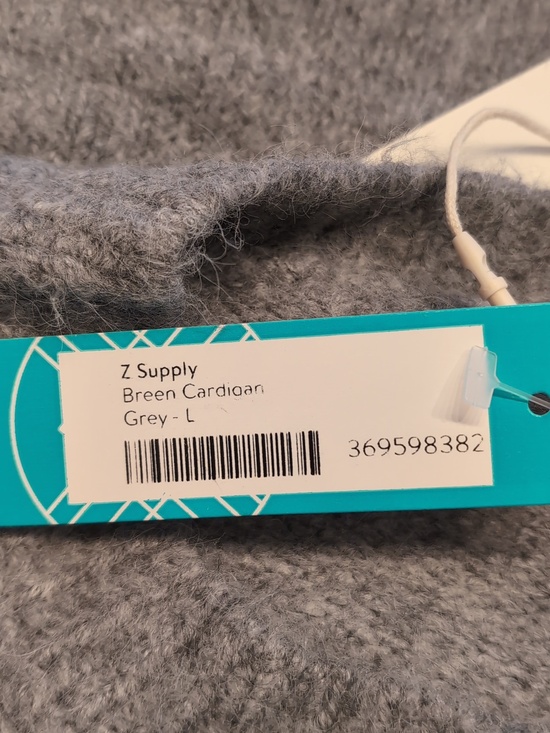 Z Supply
Breen Cardigan
Grey - L
369598382